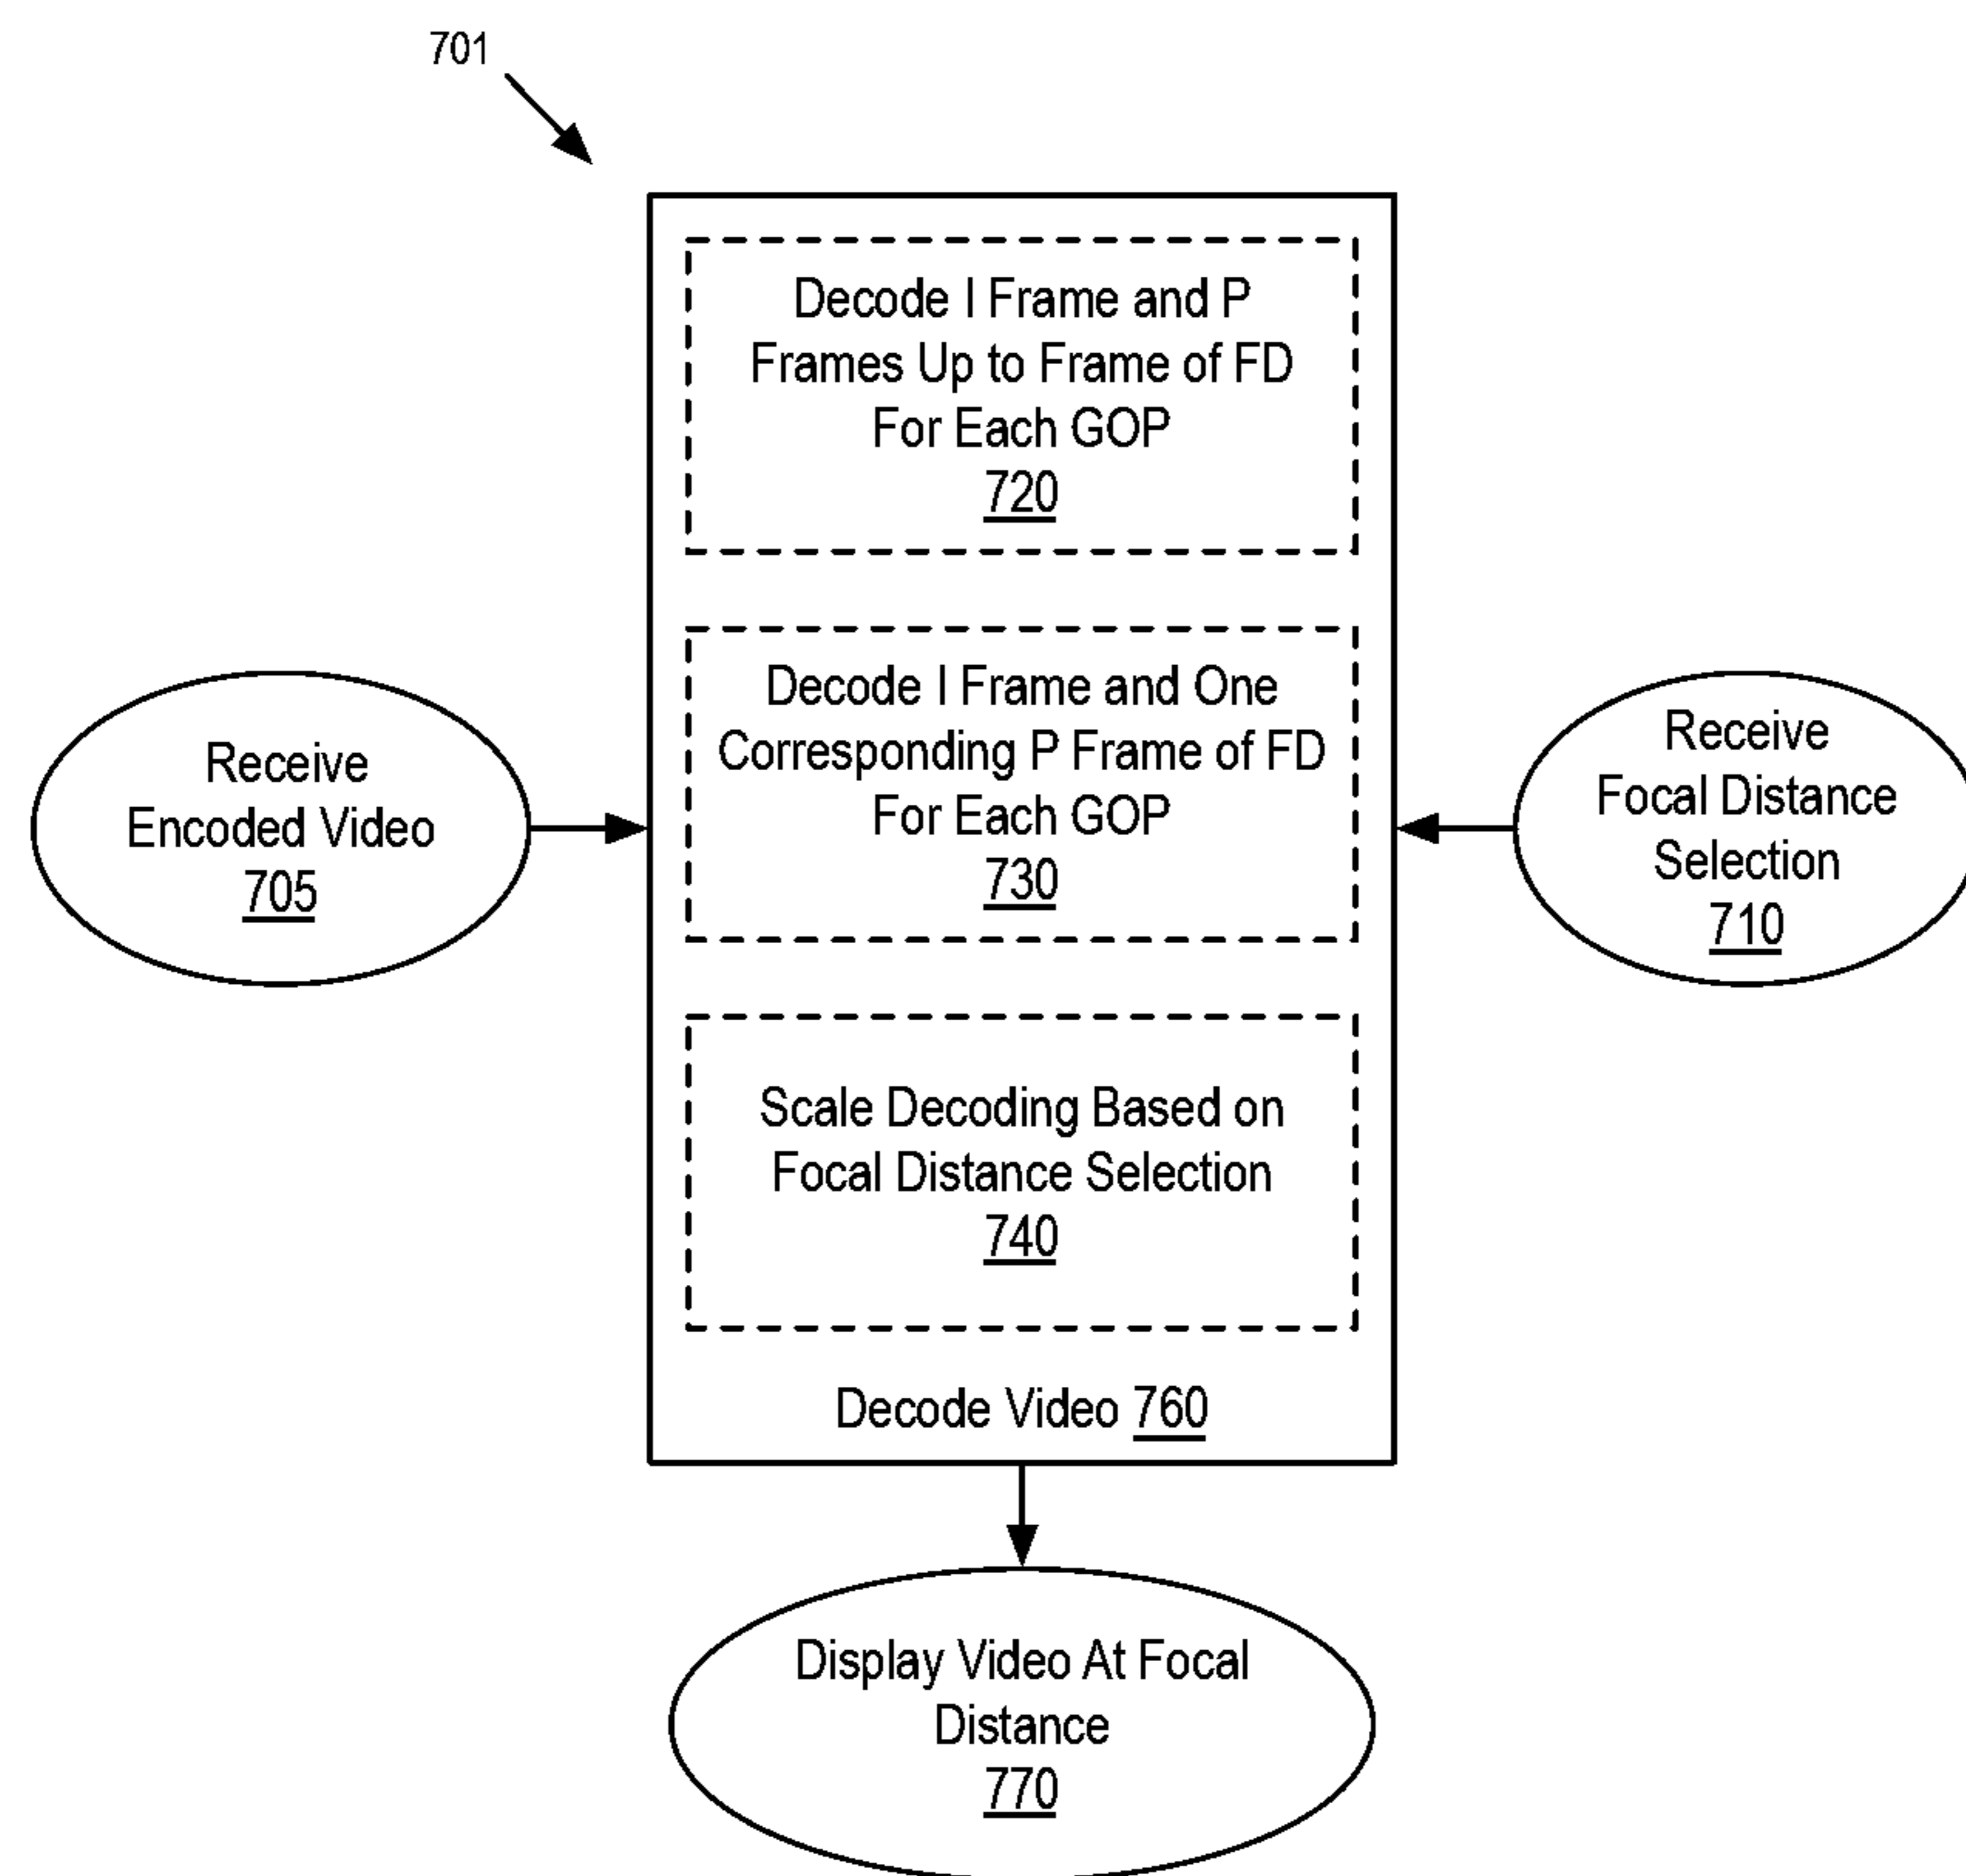 701
Decode I Frame and P
Frames Up to Frame of FD
For Each GOP
720
Receive
Encoded Video
705
Decode I Frame and One
Corresponding P Frame of FD
For Each GOP
730
Receive
Focal Distance
Selection
710
Scale Decoding Based on
Focal Distance Selection
740
Decode Video 760
Display Video At Focal
Distance
770